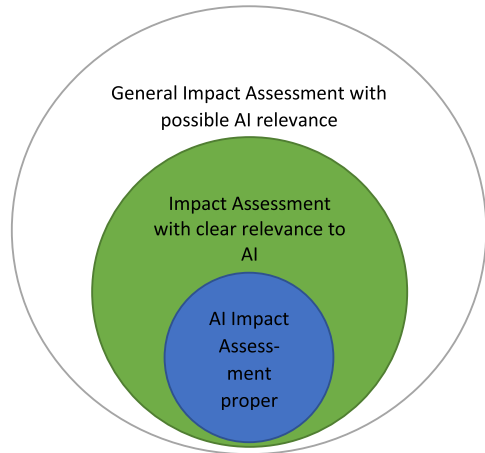 General Impact Assessment with
possible AI relevance
Impact Assessment
with clear relevance to
AI
AI Impact
Assess-
ment
proper